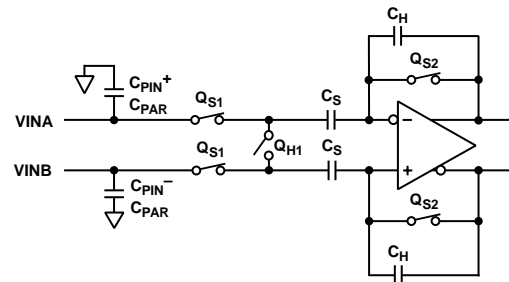 CH
QS2
CPIN+
CPAR
QS1
CS
VINA
−
QH1
QS1
CS
VINB
+
CPIN−
CPAR
QS2
CH